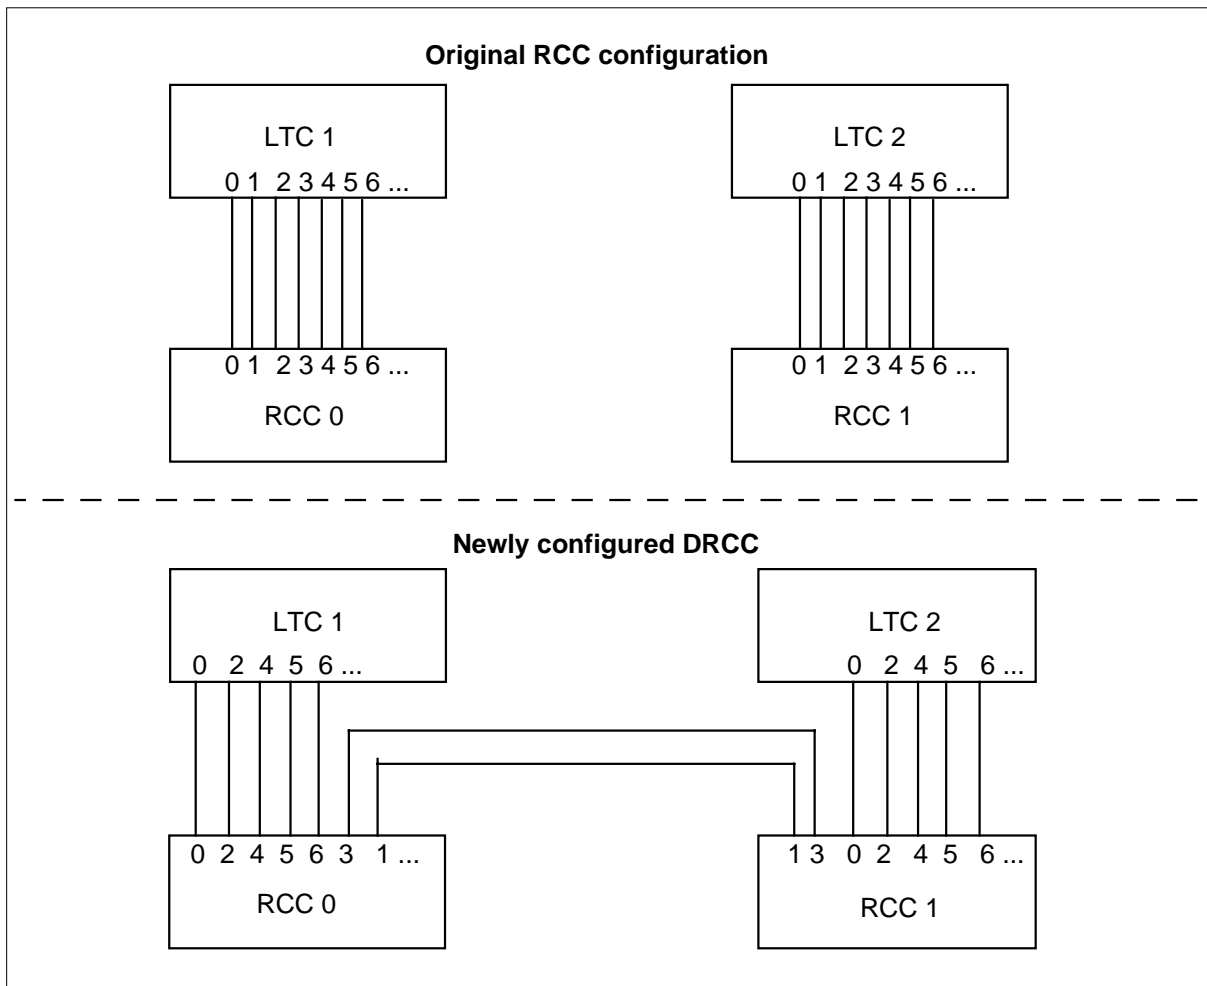 Original RCC configuration
LTC 1
0 1 2 3 4 5 6 ...
LTC 2
0 1 2 3 4 5 6 ...
0 1 2 3 4 5 6 ...
RCC 0
0 1 2 3 4 5 6 ...
RCC 1
Newly configured DRCC
LTC 1
0 2 4 5 6 ...
LTC 2
0 2 4 5 6 ...
0 2 4 5 6 3 1 ...
RCC 0
1 3 0 2 4 5 6 ...
RCC 1